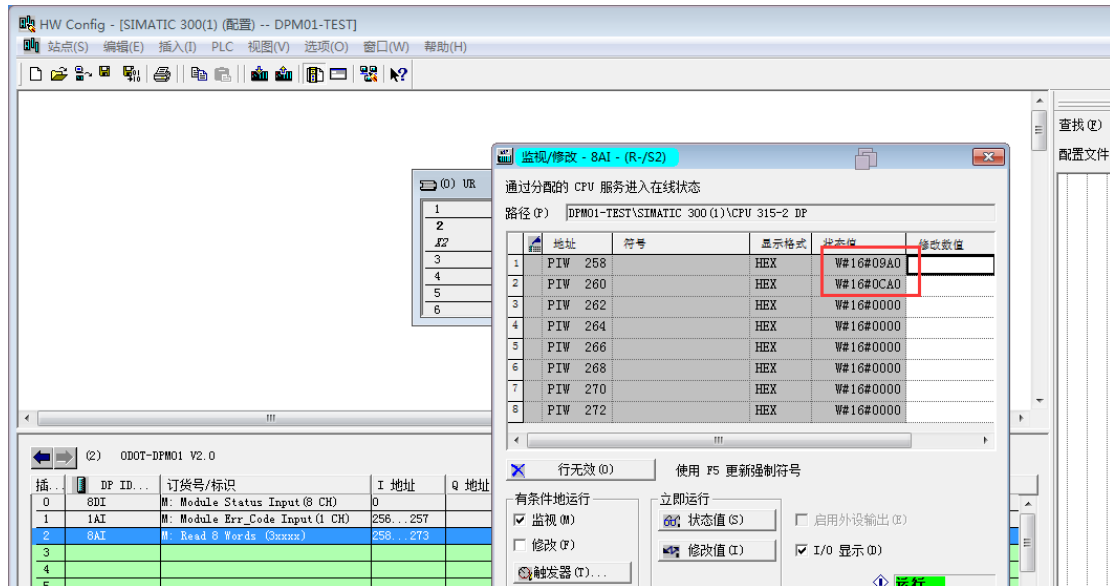 HW Config - [SIMATIC 300(1) (配置) -- DPM01-TEST]
站点(S) 编辑(E) 插入(I) PLC 视图(V) 选项(O) 窗口(W) 帮助(H)
查找(F)
配置文件
(0) UR
1
2
X2
3
4
5
6
监视/修改 - 8AI - (R-/S2)
通过分配的 CPU 服务进入在线状态
路径(P) DPM01-TEST\SIMATIC 300(1)\CPU 315-2 DP
地址 符号 显示格式 状态值 修改数值
1 PIW 258 HEX W#16#09A0
2 PIW 260 HEX W#16#0CA0
3 PIW 262 HEX W#16#0000
4 PIW 264 HEX W#16#0000
5 PIW 266 HEX W#16#0000
6 PIW 268 HEX W#16#0000
7 PIW 270 HEX W#16#0000
8 PIW 272 HEX W#16#0000
行无效(O) 使用 F5 更新强制符号
有条件地运行 立即运行
监视(M) 状态值(S) 启用外设输出(E)
修改(F) 修改值(I) I/O 显示(D)
触发器(T)...
运行
(2) ODOT-DPM01 V2.0
插... DP ID... 订货号/标识 I 地址 Q 地址
0 8DI M: Module Status Input(8 CH) 0
1 1AI M: Module Err_Code Input(1 CH) 256...257
2 8AI M: Read 8 Words (3xxxx) 258...273
3
4
5